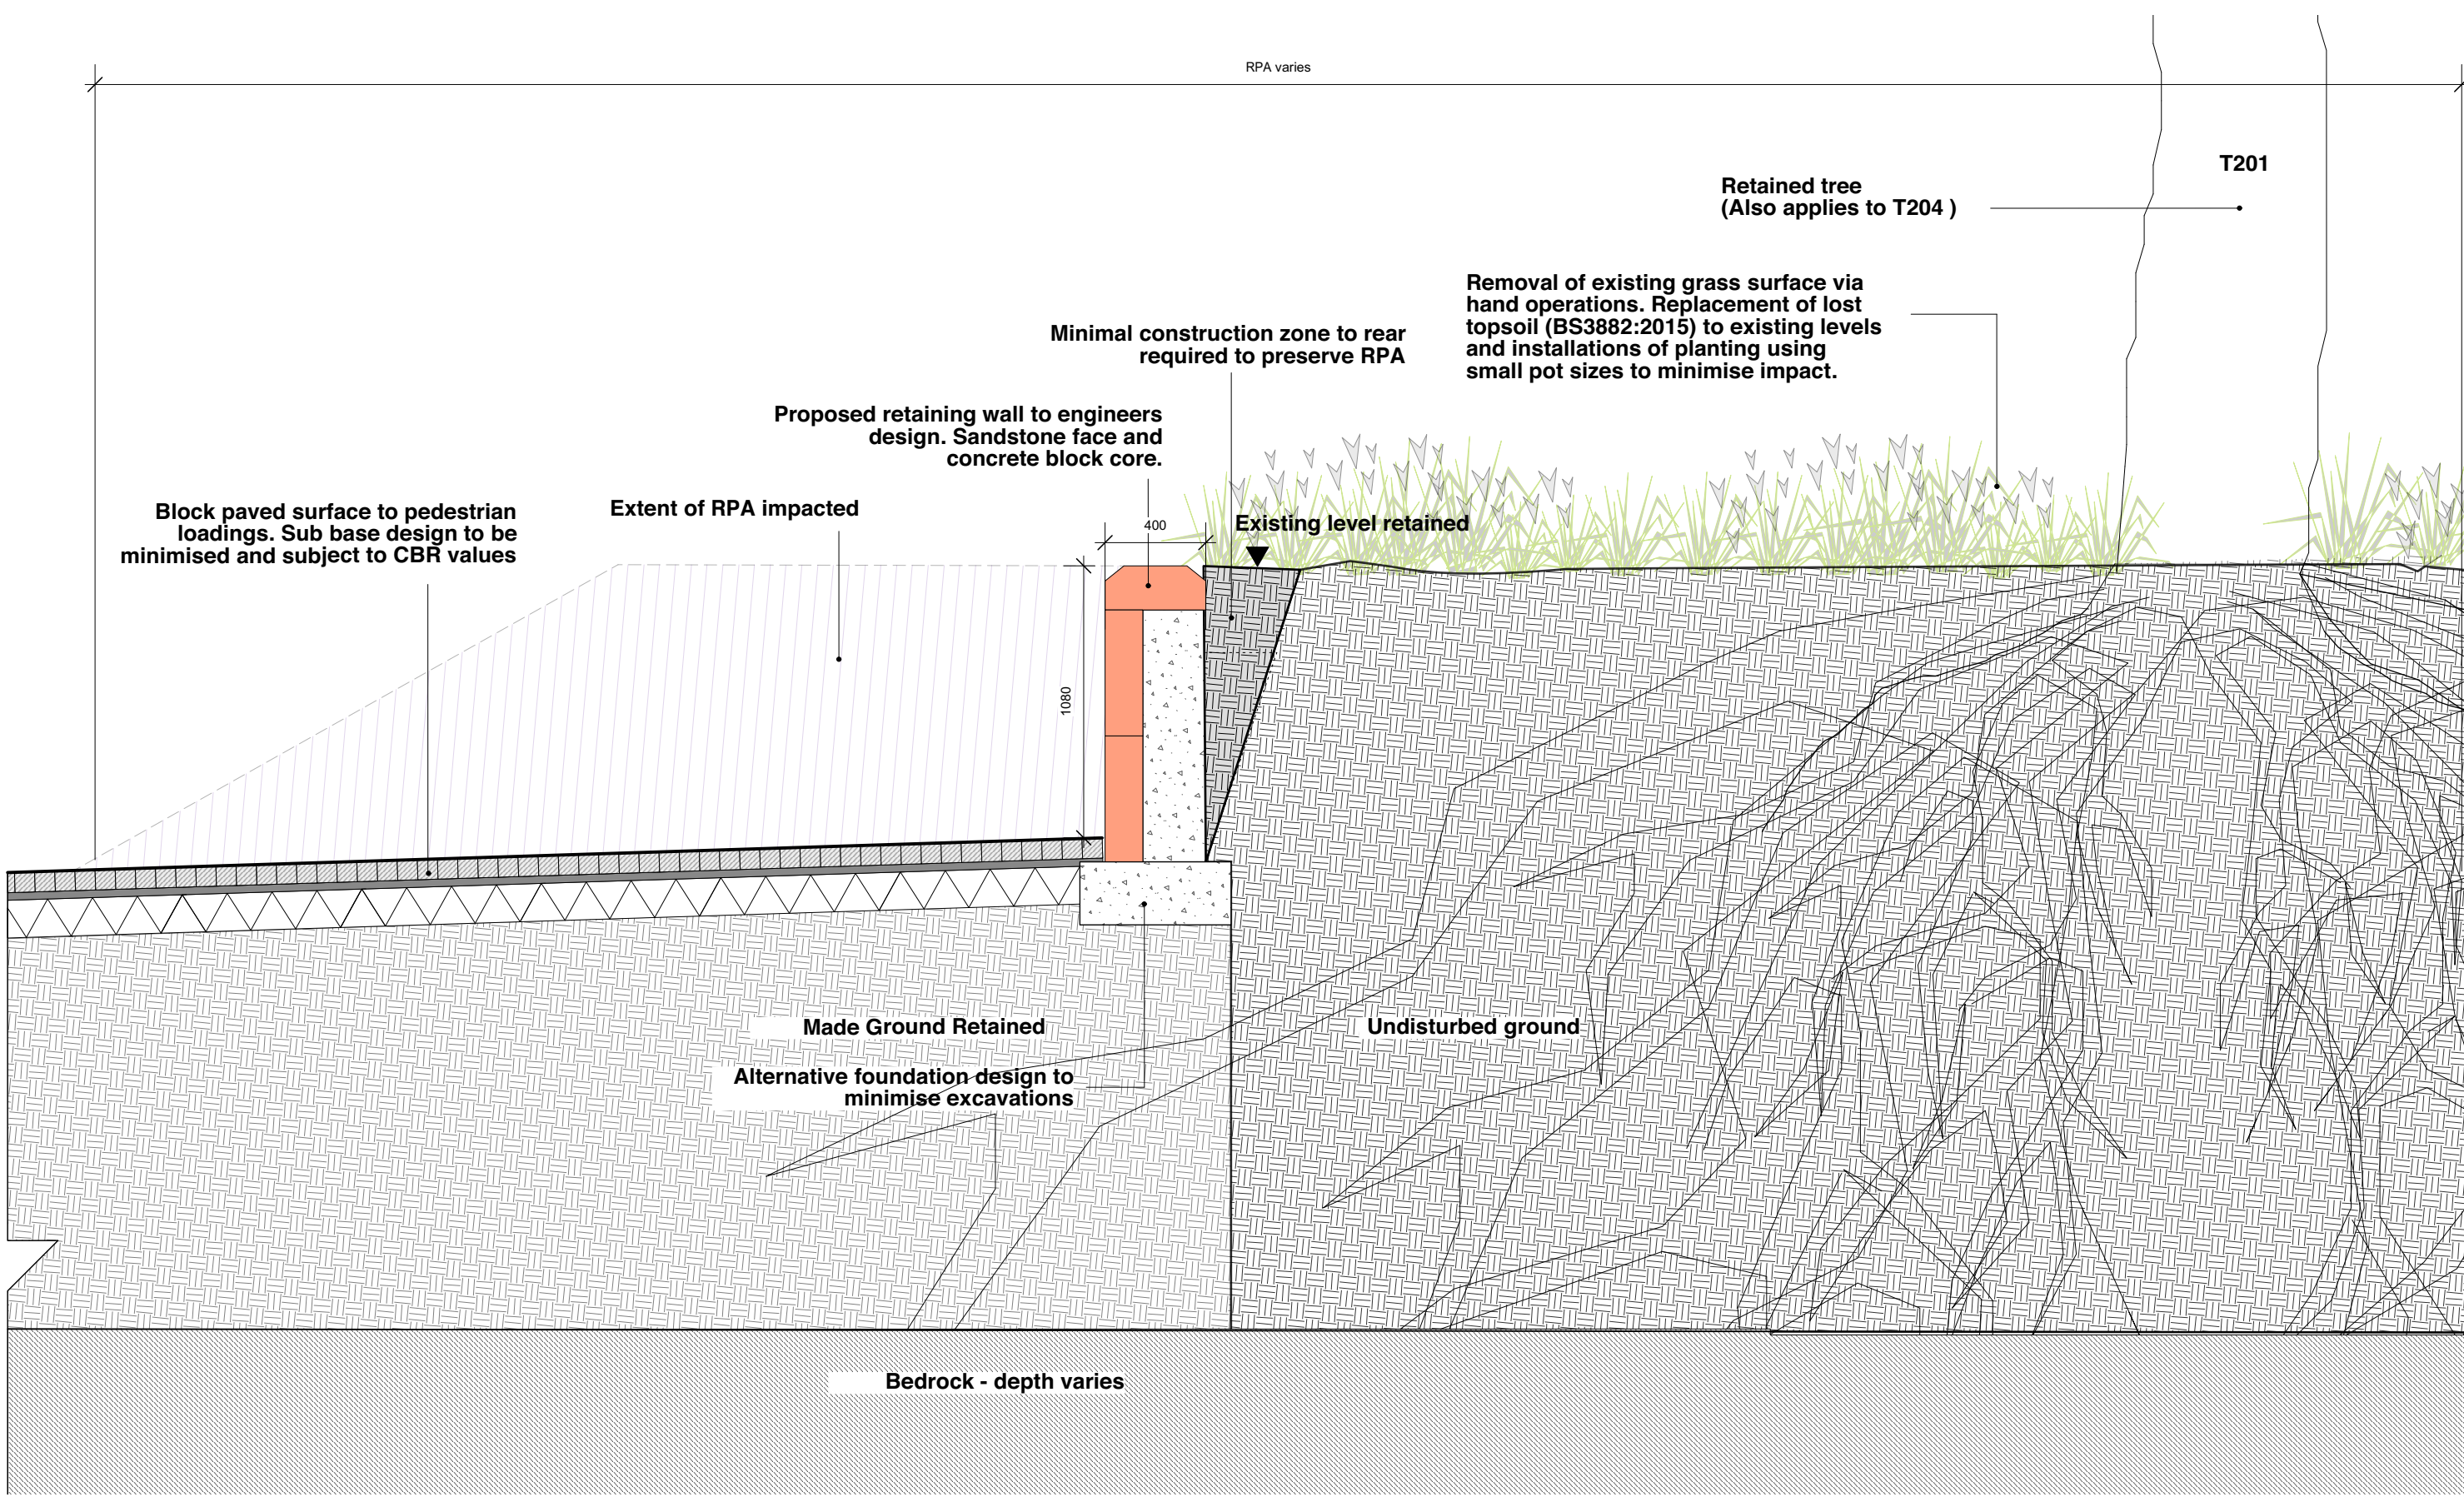 RPA varies
T201
Retained tree
(Also applies to T204 )
Removal of existing grass surface via
hand operations. Replacement of lost
topsoil (BS3882:2015) to existing levels
and installations of planting using
small pot sizes to minimise impact.
Minimal construction zone to rear
required to preserve RPA
Proposed retaining wall to engineers
design. Sandstone face and
concrete block core.
Block paved surface to pedestrian
loadings. Sub base design to be
minimised and subject to CBR values
Extent of RPA impacted
400
Existing level retained
1080
Made Ground Retained
Undisturbed ground
Alternative foundation design to
minimise excavations
Bedrock - depth varies